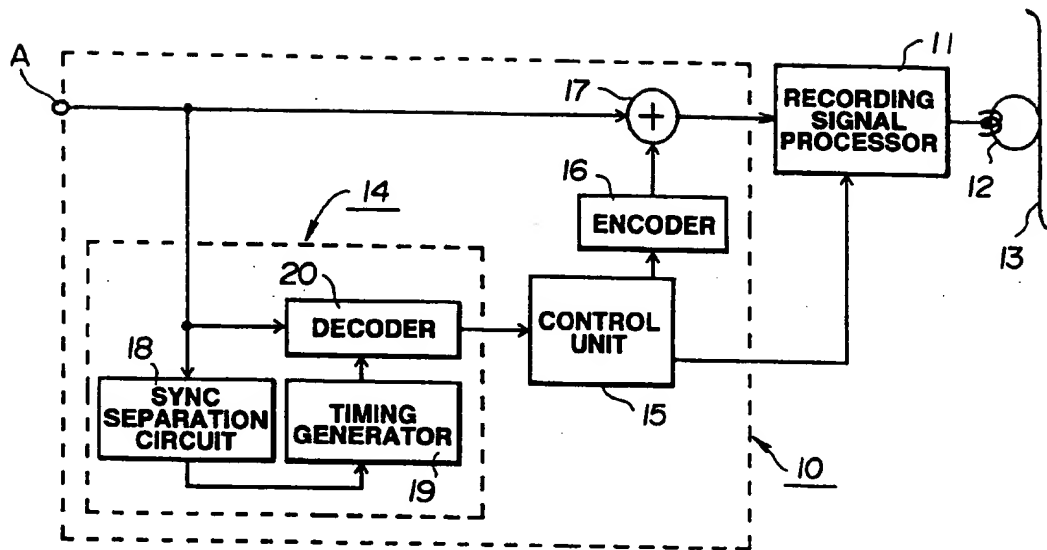 A
11
17
RECORDING
SIGNAL
PROCESSOR
12
13
16
ENCODER
14
20
DECODER
CONTROL
UNIT
15
18
SYNC
SEPARATION
CIRCUIT
TIMING
GENERATOR
19
10